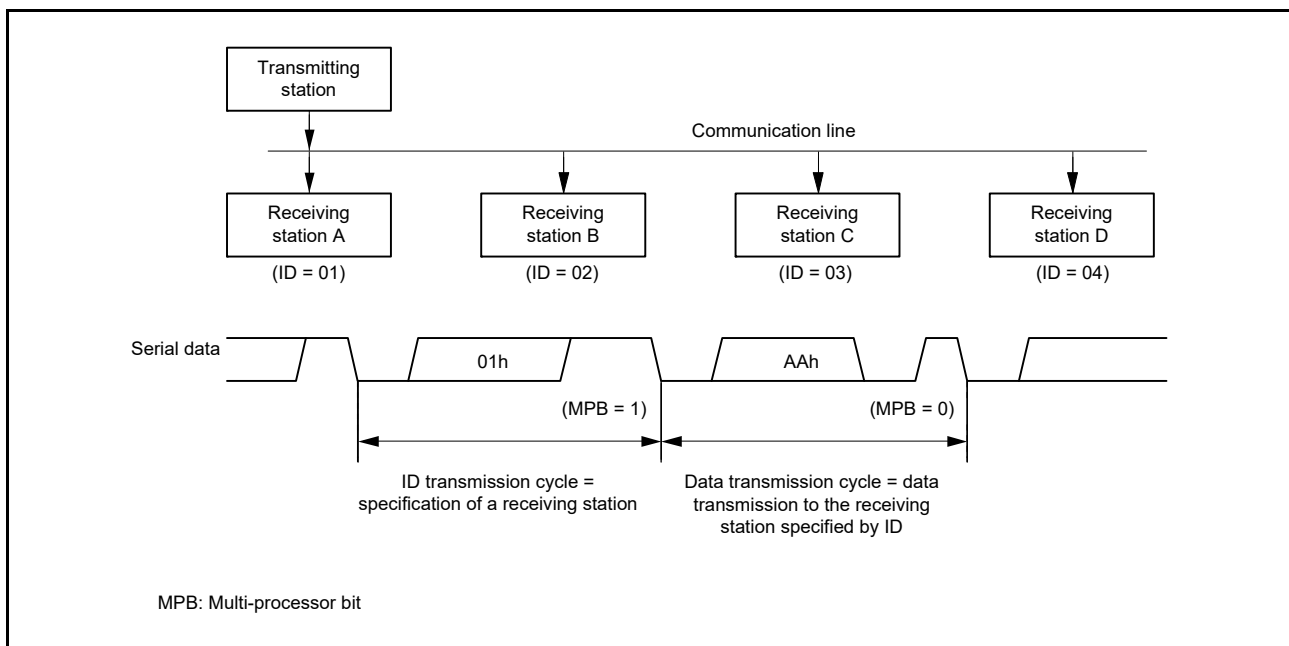 Transmitting
station
Communication line
Receiving
station A
Receiving
station B
Receiving
station C
Receiving
station D
(ID = 01)
(ID = 02)
(ID = 03)
(ID = 04)
Serial data
01h
AAh
(MPB = 1)
(MPB = 0)
ID transmission cycle =
specification of a receiving station
Data transmission cycle = data
transmission to the receiving
station specified by ID
MPB: Multi-processor bit